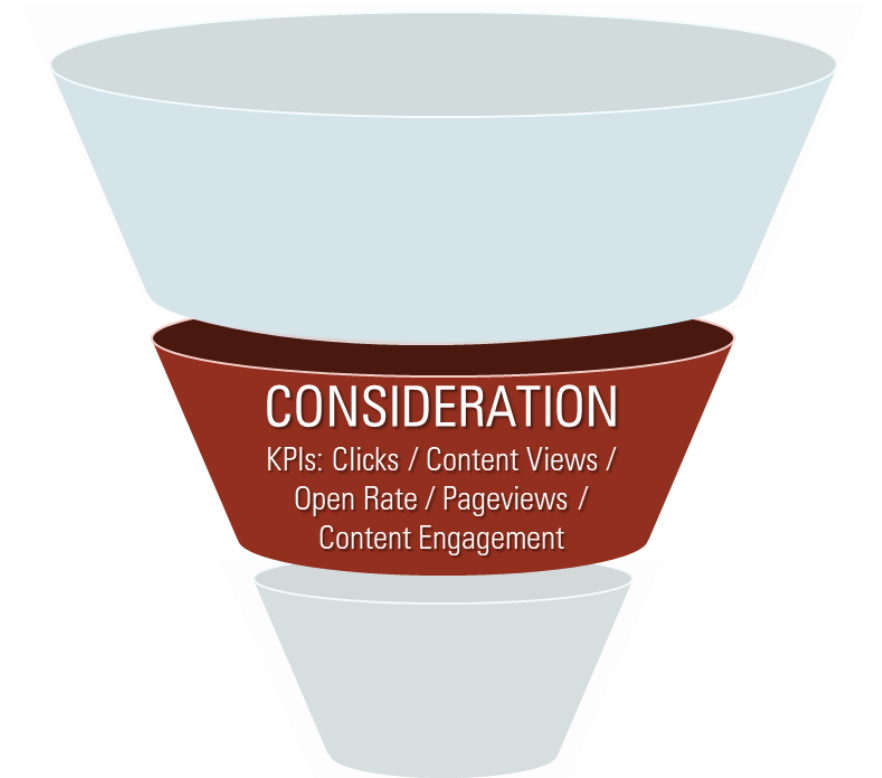 CONSIDERATION
KPIs: Clicks / Content Views /
Open Rate / Pageviews /
Content Engagement